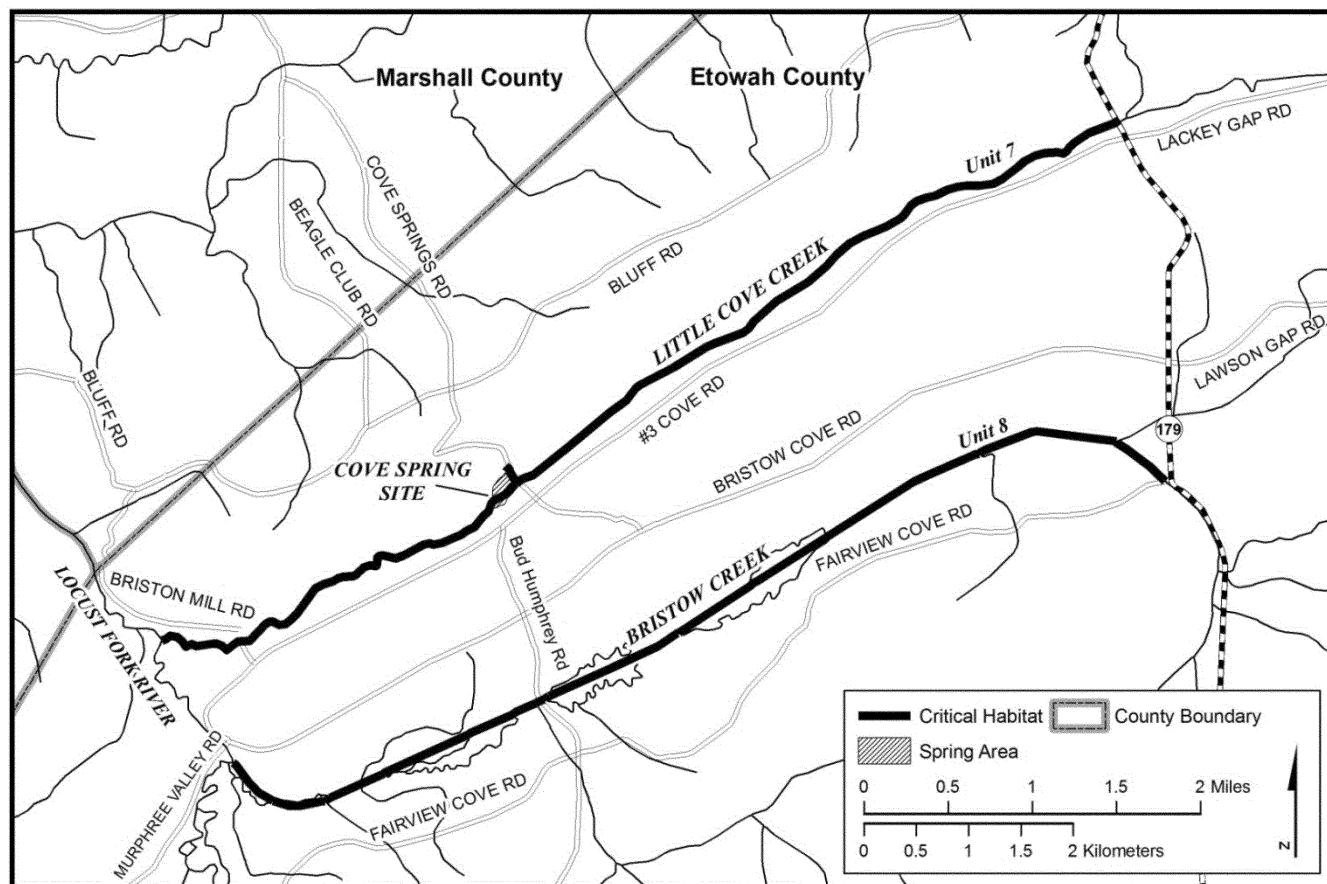 Marshall County
Etowah County
LACKEY GAP RD
Unit 7
COVE SPRINGS RD
BEAGLE CLUB RD
BLUFF RD
LITTLE COVE CREEK
LAWSON GAP RD
BLUFF RD
#3 COVE RD
BRISTOW COVE RD
Unit 8
179
COVE SPRING
SITE
FAIRVIEW COVE RD
Bud Humphrey Rd
BRISTOW CREEK
BRISTON MILL RD
LOCUST FORK RIVER
MURPHREE VALLEY RD
FAIRVIEW COVE RD
Critical Habitat
County Boundary
Spring Area
0 0.5 1 1.5 2 Miles
0 0.5 1 1.5 2 Kilometers
N